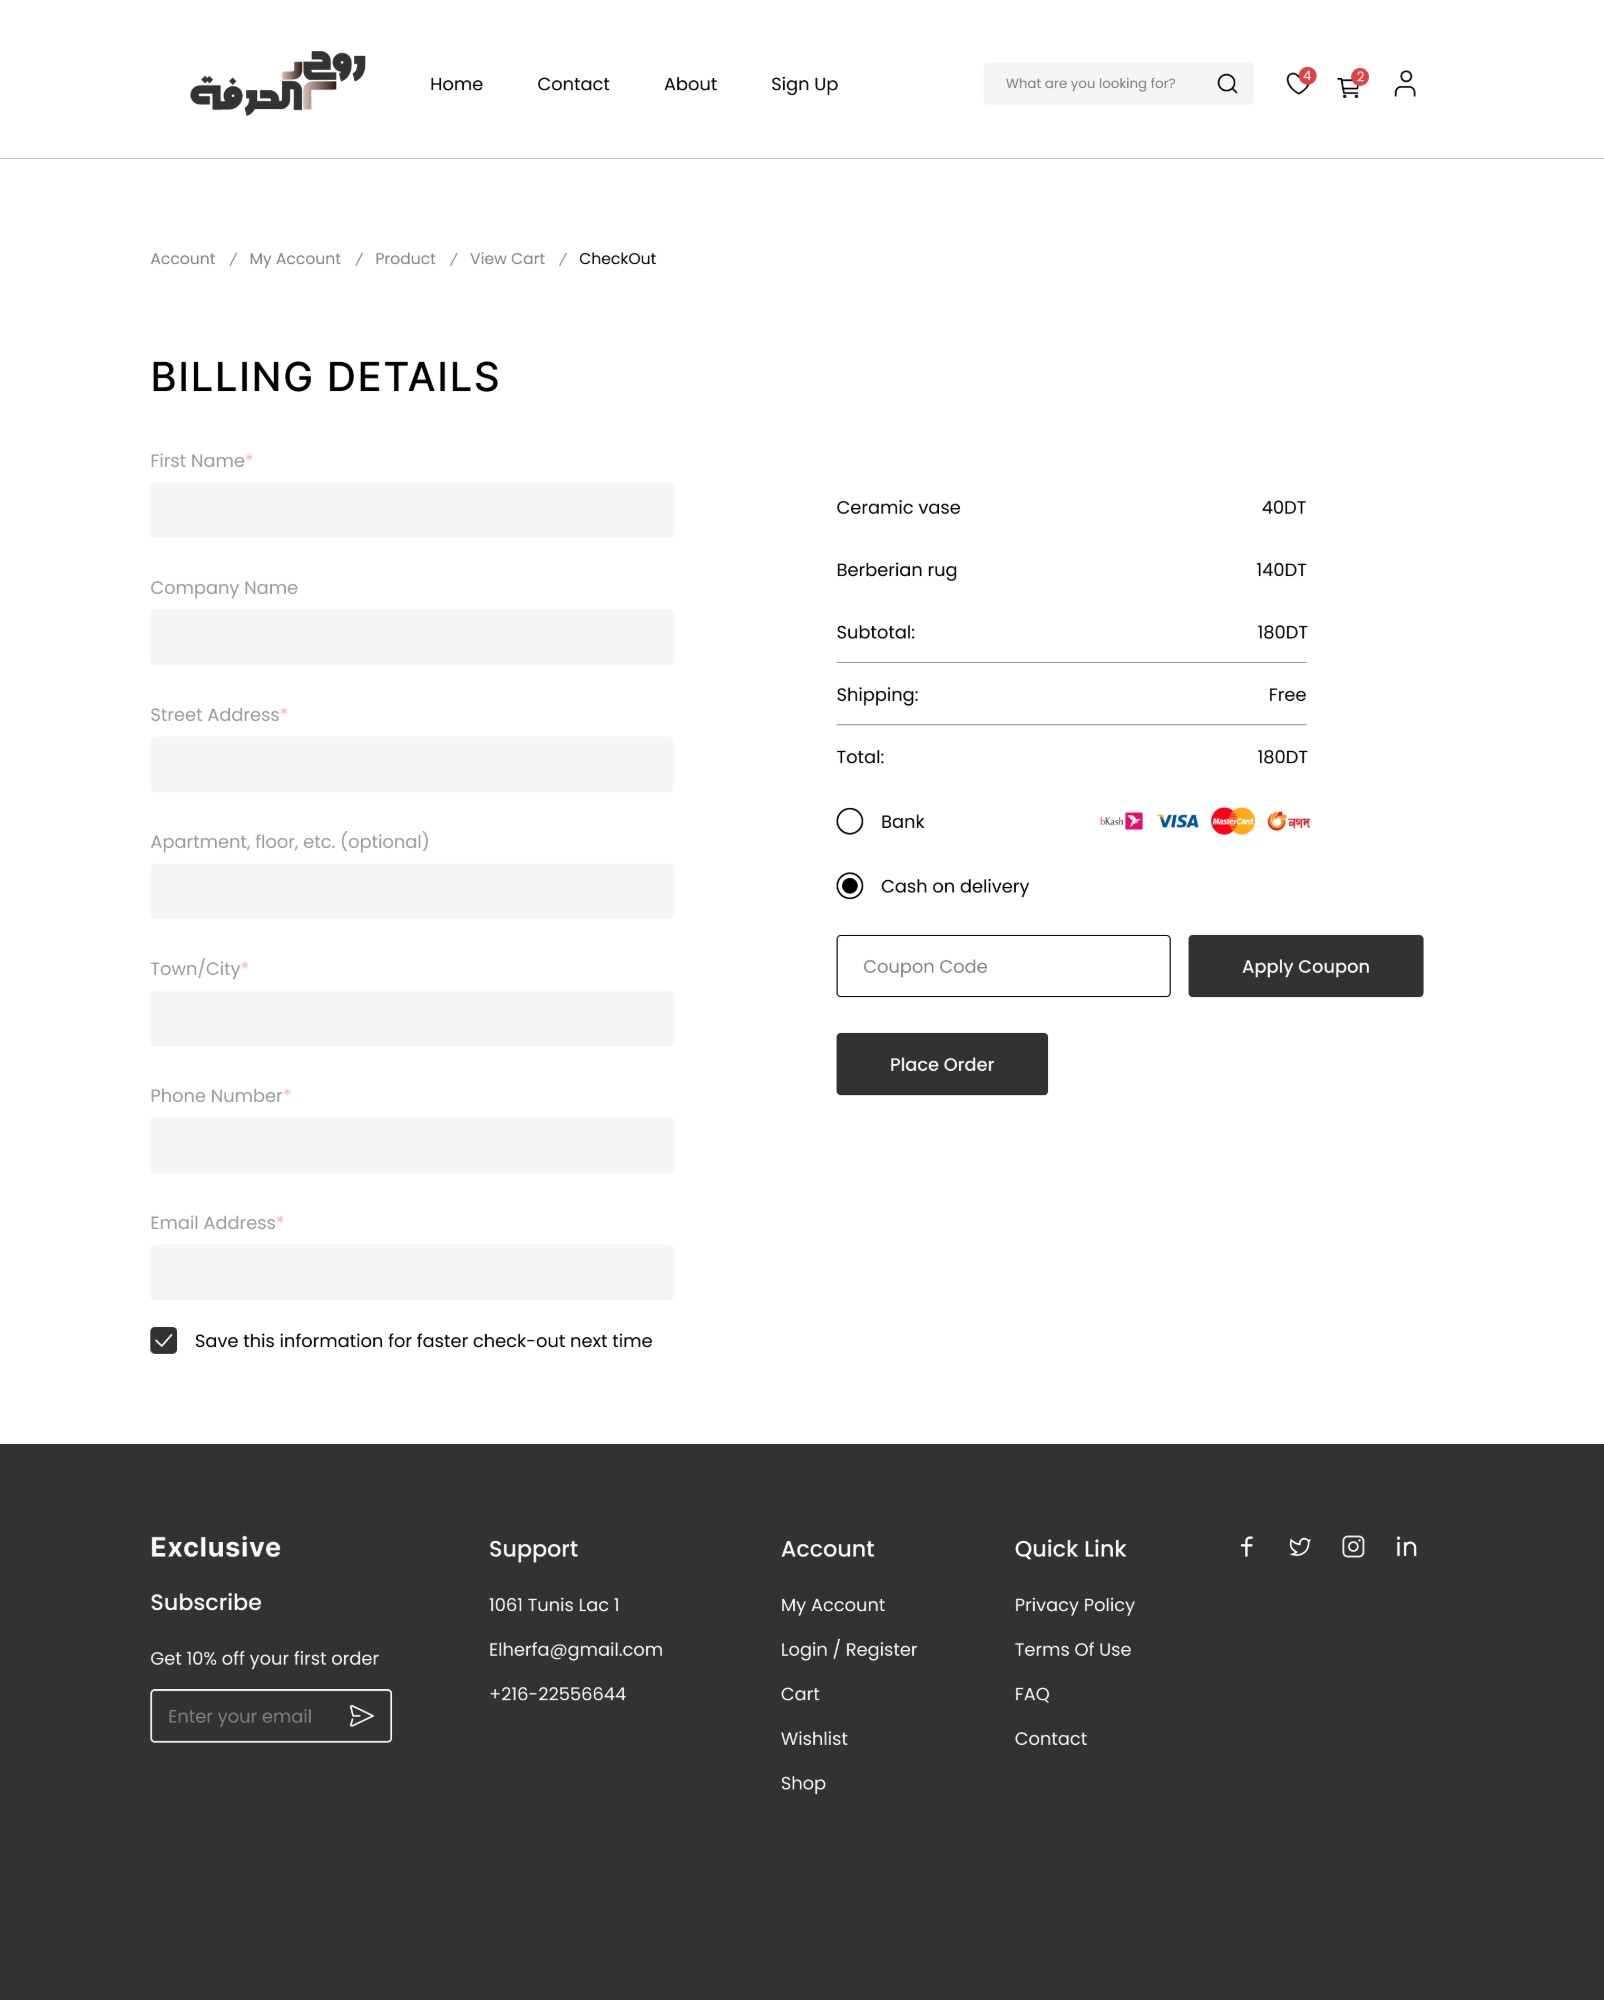 روح الحرفة
Home Contact About Sign Up What are you looking for? 4 2
Account / My Account / Product / View Cart / CheckOut
BILLING DETAILS
First Name*
Company Name
Street Address*
Apartment, floor, etc. (optional)
Town/City*
Phone Number*
Email Address*
Save this information for faster check-out next time
Ceramic vase 40DT
Berberian rug 140DT
Subtotal: 180DT
Shipping: Free
Total: 180DT
Bank bKash VISA MasterCard নগদ
Cash on delivery
Coupon Code Apply Coupon
Place Order
Exclusive
Subscribe
Get 10% off your first order
Enter your email
Support
1061 Tunis Lac 1
Elherfa@gmail.com
+216-22556644
Account
My Account
Login / Register
Cart
Wishlist
Shop
Quick Link
Privacy Policy
Terms Of Use
FAQ
Contact